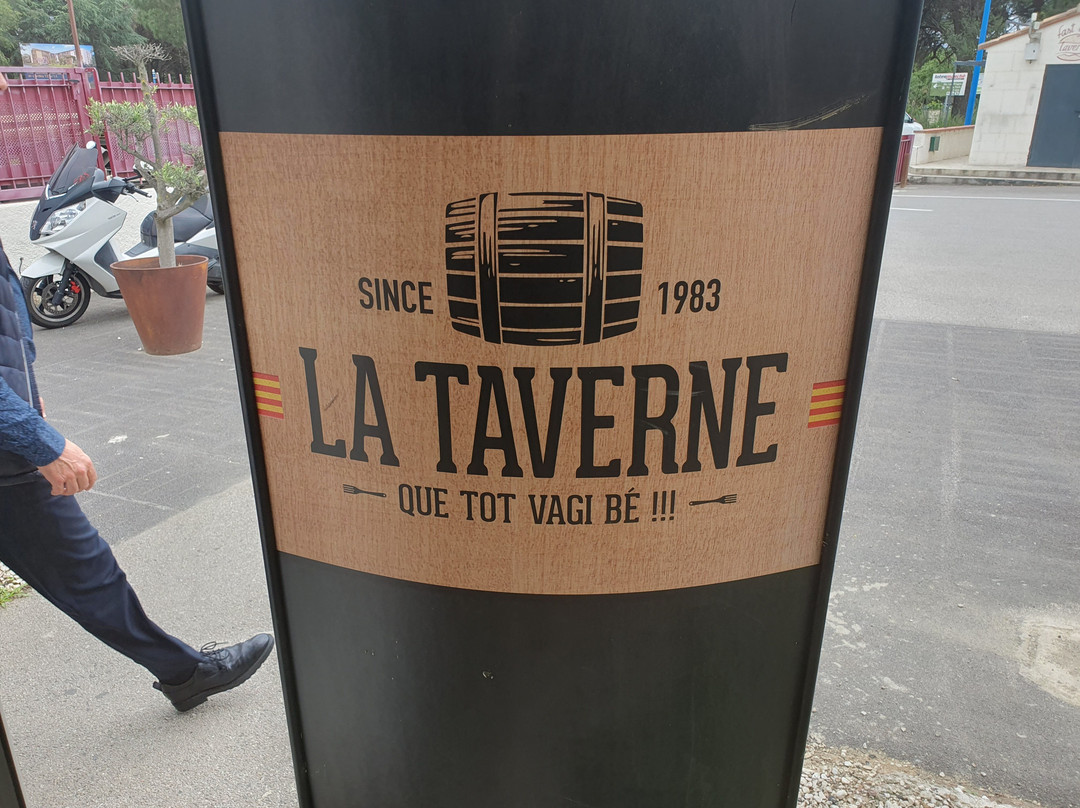 SINCE 1983
LA TAVERNE
QUE TOT VAGI BÉ !!!